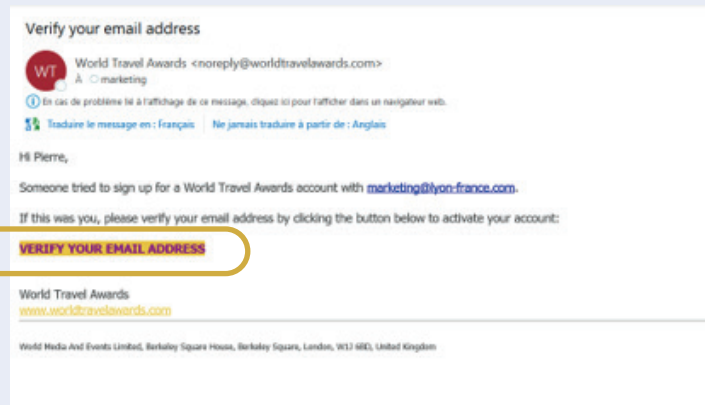 Verify your email address
WT
World Travel Awards <noreply@worldtravelawards.com>
À marketing
En cas de problème lié à l'affichage de ce message, cliquez ici pour l'afficher dans un navigateur web.
Traduire le message en : Français Ne jamais traduire à partir de : Anglais
Hi Pierre,
Someone tried to sign up for a World Travel Awards account with marketing@lyon-france.com.
If this was you, please verify your email address by clicking the button below to activate your account:
VERIFY YOUR EMAIL ADDRESS
World Travel Awards
www.worldtravelawards.com
World Media And Events Limited, Berkeley Square House, Berkeley Square, London, W1J 6BD, United Kingdom